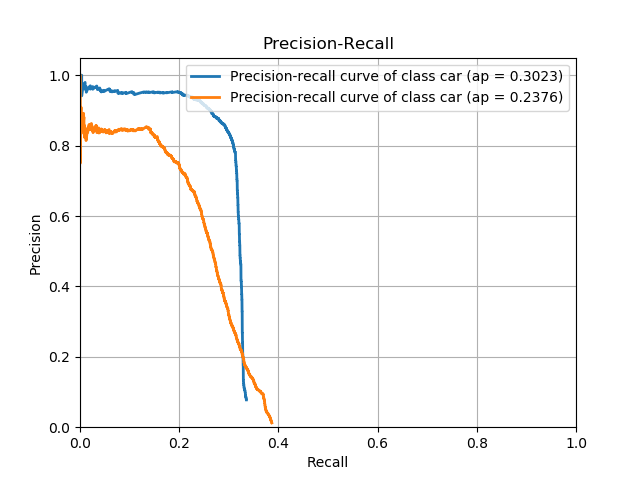 Precision-Recall
Precision-recall curve of class car (ap = 0.3023)
Precision-recall curve of class car (ap = 0.2376)
1.0
0.8
0.6
0.4
0.2
0.0
Precision
0.0 0.2 0.4 0.6 0.8 1.0
Recall